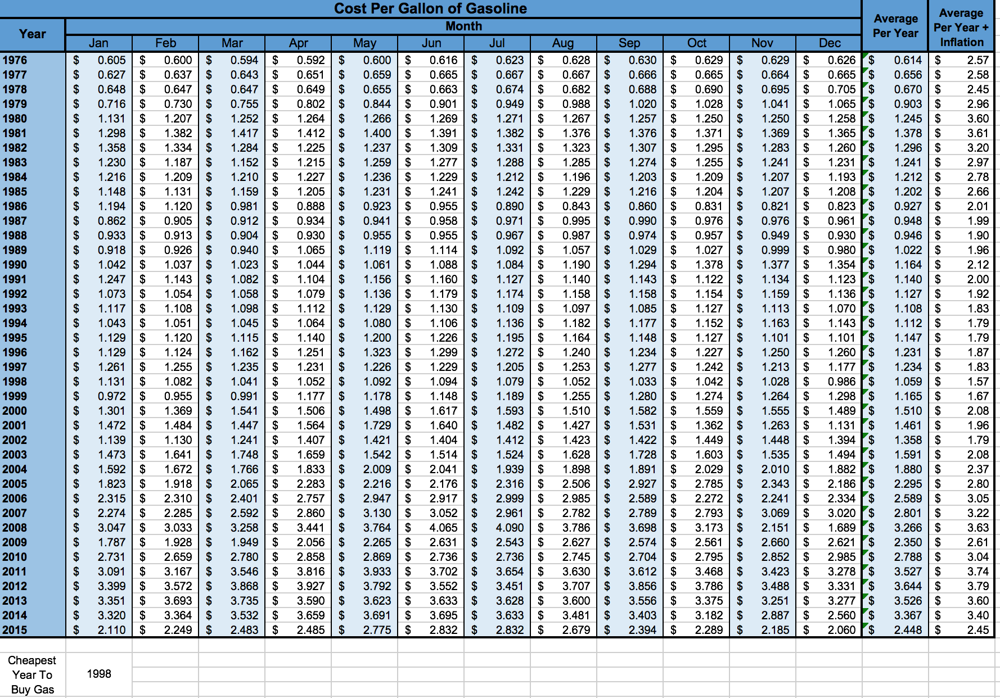 Cost Per Gallon of Gasoline
Average Per Year
Average Per Year + Inflation
Year
Month
Jan Feb Mar Apr May Jun Jul Aug Sep Oct Nov Dec
1976 $ 0.605 $ 0.600 $ 0.594 $ 0.592 $ 0.600 $ 0.616 $ 0.623 $ 0.628 $ 0.630 $ 0.629 $ 0.629 $ 0.626 $ 0.614 $ 2.57
1977 $ 0.627 $ 0.637 $ 0.643 $ 0.651 $ 0.659 $ 0.665 $ 0.667 $ 0.667 $ 0.666 $ 0.665 $ 0.664 $ 0.665 $ 0.656 $ 2.58
1978 $ 0.648 $ 0.647 $ 0.647 $ 0.649 $ 0.655 $ 0.663 $ 0.674 $ 0.682 $ 0.688 $ 0.690 $ 0.695 $ 0.705 $ 0.670 $ 2.45
1979 $ 0.716 $ 0.730 $ 0.755 $ 0.802 $ 0.844 $ 0.901 $ 0.949 $ 0.988 $ 1.020 $ 1.028 $ 1.041 $ 1.065 $ 0.903 $ 2.96
1980 $ 1.131 $ 1.207 $ 1.252 $ 1.264 $ 1.266 $ 1.269 $ 1.271 $ 1.267 $ 1.257 $ 1.250 $ 1.250 $ 1.258 $ 1.245 $ 3.60
1981 $ 1.298 $ 1.382 $ 1.417 $ 1.412 $ 1.400 $ 1.391 $ 1.382 $ 1.376 $ 1.376 $ 1.371 $ 1.369 $ 1.365 $ 1.378 $ 3.61
1982 $ 1.358 $ 1.334 $ 1.284 $ 1.225 $ 1.237 $ 1.309 $ 1.331 $ 1.323 $ 1.307 $ 1.295 $ 1.283 $ 1.260 $ 1.296 $ 3.20
1983 $ 1.230 $ 1.187 $ 1.152 $ 1.215 $ 1.259 $ 1.277 $ 1.288 $ 1.285 $ 1.274 $ 1.255 $ 1.241 $ 1.231 $ 1.241 $ 2.97
1984 $ 1.216 $ 1.209 $ 1.210 $ 1.227 $ 1.236 $ 1.229 $ 1.212 $ 1.196 $ 1.203 $ 1.209 $ 1.207 $ 1.193 $ 1.212 $ 2.78
1985 $ 1.148 $ 1.131 $ 1.159 $ 1.205 $ 1.231 $ 1.241 $ 1.242 $ 1.229 $ 1.216 $ 1.204 $ 1.207 $ 1.208 $ 1.202 $ 2.66
1986 $ 1.194 $ 1.120 $ 0.981 $ 0.888 $ 0.923 $ 0.955 $ 0.890 $ 0.843 $ 0.860 $ 0.831 $ 0.821 $ 0.823 $ 0.927 $ 2.01
1987 $ 0.862 $ 0.905 $ 0.912 $ 0.934 $ 0.941 $ 0.958 $ 0.971 $ 0.995 $ 0.990 $ 0.976 $ 0.976 $ 0.961 $ 0.948 $ 1.99
1988 $ 0.933 $ 0.913 $ 0.904 $ 0.930 $ 0.955 $ 0.955 $ 0.967 $ 0.987 $ 0.974 $ 0.957 $ 0.949 $ 0.930 $ 0.946 $ 1.90
1989 $ 0.918 $ 0.926 $ 0.940 $ 1.065 $ 1.119 $ 1.114 $ 1.092 $ 1.057 $ 1.029 $ 1.027 $ 0.999 $ 0.980 $ 1.022 $ 1.96
1990 $ 1.042 $ 1.037 $ 1.023 $ 1.044 $ 1.061 $ 1.088 $ 1.084 $ 1.190 $ 1.294 $ 1.378 $ 1.377 $ 1.354 $ 1.164 $ 2.12
1991 $ 1.247 $ 1.143 $ 1.082 $ 1.104 $ 1.156 $ 1.160 $ 1.127 $ 1.140 $ 1.143 $ 1.122 $ 1.134 $ 1.123 $ 1.140 $ 2.00
1992 $ 1.073 $ 1.054 $ 1.058 $ 1.079 $ 1.136 $ 1.179 $ 1.174 $ 1.158 $ 1.158 $ 1.154 $ 1.159 $ 1.136 $ 1.127 $ 1.92
1993 $ 1.117 $ 1.108 $ 1.098 $ 1.112 $ 1.129 $ 1.130 $ 1.109 $ 1.097 $ 1.085 $ 1.127 $ 1.113 $ 1.070 $ 1.108 $ 1.83
1994 $ 1.043 $ 1.051 $ 1.045 $ 1.064 $ 1.080 $ 1.106 $ 1.136 $ 1.182 $ 1.177 $ 1.152 $ 1.163 $ 1.143 $ 1.112 $ 1.79
1995 $ 1.129 $ 1.120 $ 1.115 $ 1.140 $ 1.200 $ 1.226 $ 1.195 $ 1.164 $ 1.148 $ 1.127 $ 1.101 $ 1.101 $ 1.147 $ 1.79
1996 $ 1.129 $ 1.124 $ 1.162 $ 1.251 $ 1.323 $ 1.299 $ 1.272 $ 1.240 $ 1.234 $ 1.227 $ 1.250 $ 1.260 $ 1.231 $ 1.87
1997 $ 1.261 $ 1.255 $ 1.235 $ 1.231 $ 1.226 $ 1.229 $ 1.205 $ 1.253 $ 1.277 $ 1.242 $ 1.213 $ 1.177 $ 1.234 $ 1.83
1998 $ 1.131 $ 1.082 $ 1.041 $ 1.052 $ 1.092 $ 1.094 $ 1.079 $ 1.052 $ 1.033 $ 1.042 $ 1.028 $ 0.986 $ 1.059 $ 1.57
1999 $ 0.972 $ 0.955 $ 0.991 $ 1.177 $ 1.178 $ 1.148 $ 1.189 $ 1.255 $ 1.280 $ 1.274 $ 1.264 $ 1.298 $ 1.165 $ 1.67
2000 $ 1.301 $ 1.369 $ 1.541 $ 1.506 $ 1.498 $ 1.617 $ 1.593 $ 1.510 $ 1.582 $ 1.559 $ 1.555 $ 1.489 $ 1.510 $ 2.08
2001 $ 1.472 $ 1.484 $ 1.447 $ 1.564 $ 1.729 $ 1.640 $ 1.482 $ 1.427 $ 1.531 $ 1.362 $ 1.263 $ 1.131 $ 1.461 $ 1.96
2002 $ 1.139 $ 1.130 $ 1.241 $ 1.407 $ 1.421 $ 1.404 $ 1.412 $ 1.423 $ 1.422 $ 1.449 $ 1.448 $ 1.394 $ 1.358 $ 1.79
2003 $ 1.473 $ 1.641 $ 1.748 $ 1.659 $ 1.542 $ 1.514 $ 1.524 $ 1.628 $ 1.728 $ 1.603 $ 1.535 $ 1.494 $ 1.591 $ 2.08
2004 $ 1.592 $ 1.672 $ 1.766 $ 1.833 $ 2.009 $ 2.041 $ 1.939 $ 1.898 $ 1.891 $ 2.029 $ 2.010 $ 1.882 $ 1.880 $ 2.37
2005 $ 1.823 $ 1.918 $ 2.065 $ 2.283 $ 2.216 $ 2.176 $ 2.316 $ 2.506 $ 2.927 $ 2.785 $ 2.343 $ 2.186 $ 2.295 $ 2.80
2006 $ 2.315 $ 2.310 $ 2.401 $ 2.757 $ 2.947 $ 2.917 $ 2.999 $ 2.985 $ 2.589 $ 2.272 $ 2.241 $ 2.334 $ 2.589 $ 3.05
2007 $ 2.274 $ 2.285 $ 2.592 $ 2.860 $ 3.130 $ 3.052 $ 2.961 $ 2.782 $ 2.789 $ 2.793 $ 3.069 $ 3.020 $ 2.801 $ 3.22
2008 $ 3.047 $ 3.033 $ 3.258 $ 3.441 $ 3.764 $ 4.065 $ 4.090 $ 3.786 $ 3.698 $ 3.173 $ 2.151 $ 1.689 $ 3.266 $ 3.63
2009 $ 1.787 $ 1.928 $ 1.949 $ 2.056 $ 2.265 $ 2.631 $ 2.543 $ 2.627 $ 2.574 $ 2.561 $ 2.660 $ 2.621 $ 2.350 $ 2.61
2010 $ 2.731 $ 2.659 $ 2.780 $ 2.858 $ 2.869 $ 2.736 $ 2.736 $ 2.745 $ 2.704 $ 2.795 $ 2.852 $ 2.985 $ 2.788 $ 3.04
2011 $ 3.091 $ 3.167 $ 3.546 $ 3.816 $ 3.933 $ 3.702 $ 3.654 $ 3.630 $ 3.612 $ 3.468 $ 3.423 $ 3.278 $ 3.527 $ 3.74
2012 $ 3.399 $ 3.572 $ 3.868 $ 3.927 $ 3.792 $ 3.552 $ 3.451 $ 3.707 $ 3.856 $ 3.786 $ 3.488 $ 3.331 $ 3.644 $ 3.79
2013 $ 3.351 $ 3.693 $ 3.735 $ 3.590 $ 3.623 $ 3.633 $ 3.628 $ 3.600 $ 3.556 $ 3.375 $ 3.251 $ 3.277 $ 3.526 $ 3.60
2014 $ 3.320 $ 3.364 $ 3.532 $ 3.659 $ 3.691 $ 3.695 $ 3.633 $ 3.481 $ 3.403 $ 3.182 $ 2.887 $ 2.560 $ 3.367 $ 3.40
2015 $ 2.110 $ 2.249 $ 2.483 $ 2.485 $ 2.775 $ 2.832 $ 2.832 $ 2.679 $ 2.394 $ 2.289 $ 2.185 $ 2.060 $ 2.448 $ 2.45
Cheapest
Year To
Buy Gas
1998